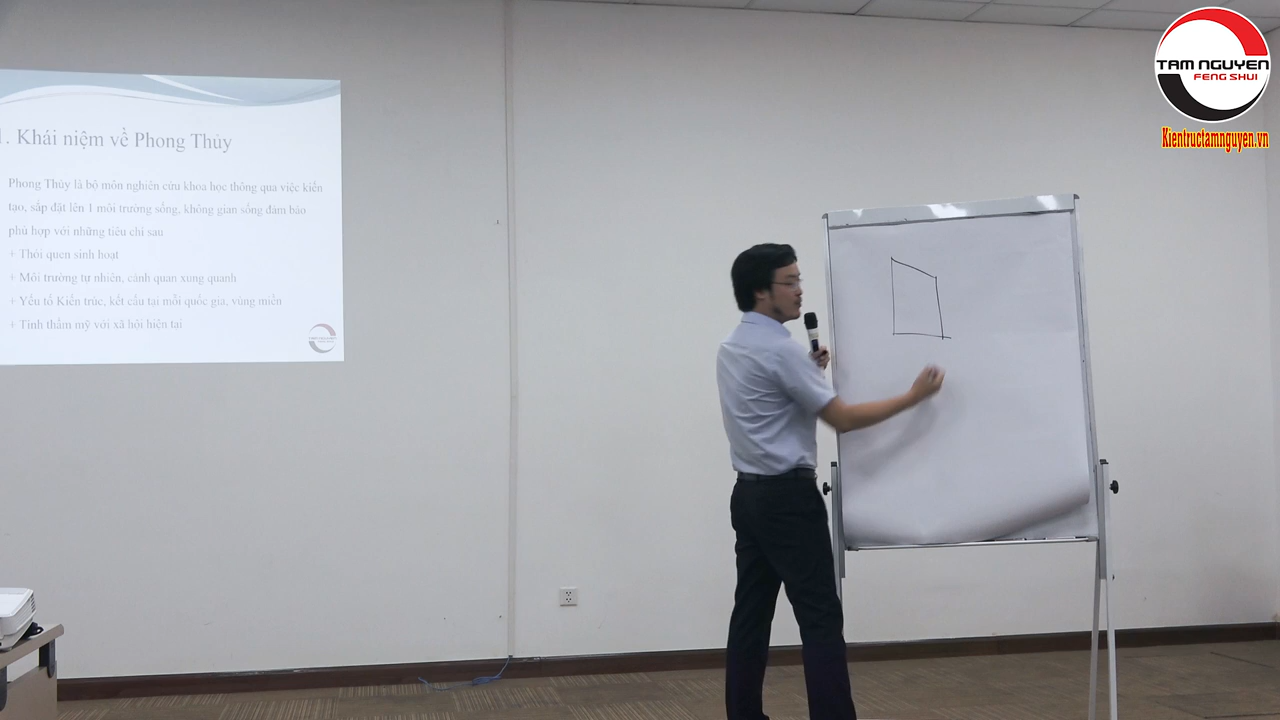 1. Khái niệm về Phong Thủy
Phong Thủy là bộ môn nghiên cứu khoa học thông qua việc kiến
tạo, sắp đặt lên 1 môi trường sống, không gian sống đảm bảo
phù hợp với những tiêu chí sau
+ Thói quen sinh hoạt
+ Môi trường tự nhiên, cảnh quan xung quanh
+ Yếu tố Kiến trúc, kết cấu tại mỗi quốc gia, vùng miền
+ Tính thẩm mỹ với xã hội hiện tại
TAM NGUYEN
FENG SHUI
TAM NGUYEN
FENG SHUI
Kientructamnguyen.vn